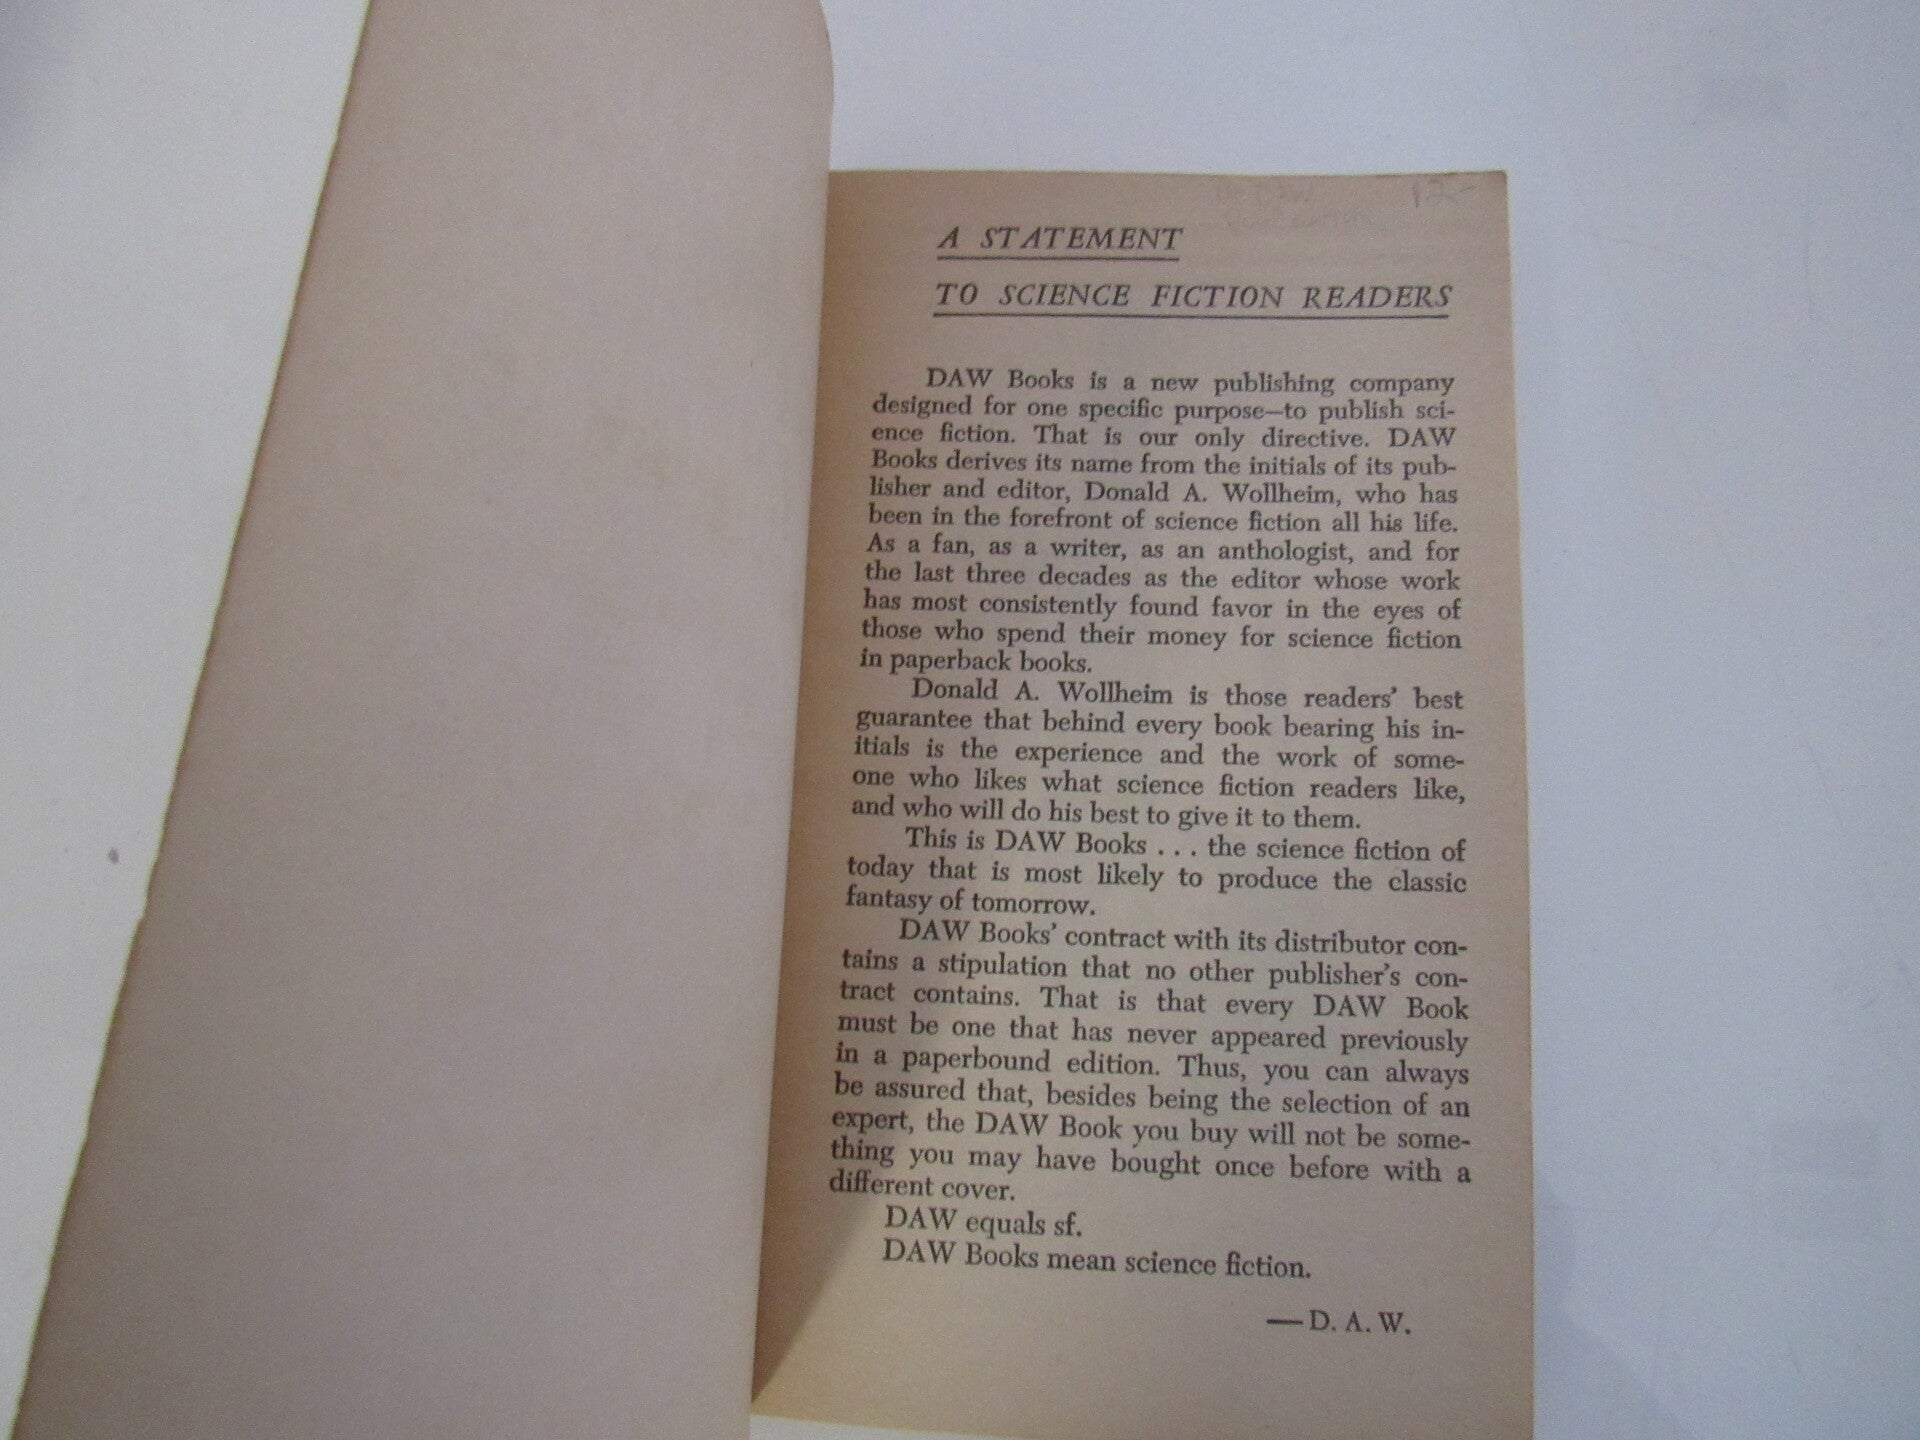 12-
A STATEMENT
TO SCIENCE FICTION READERS
DAW Books is a new publishing company
designed for one specific purpose—to publish sci-
ence fiction. That is our only directive. DAW
Books derives its name from the initials of its pub-
lisher and editor, Donald A. Wollheim, who has
been in the forefront of science fiction all his life.
As a fan, as a writer, as an anthologist, and for
the last three decades as the editor whose work
has most consistently found favor in the eyes of
those who spend their money for science fiction
in paperback books.
Donald A. Wollheim is those readers’ best
guarantee that behind every book bearing his in-
itials is the experience and the work of some-
one who likes what science fiction readers like,
and who will do his best to give it to them.
This is DAW Books . . . the science fiction of
today that is most likely to produce the classic
fantasy of tomorrow.
DAW Books’ contract with its distributor con-
tains a stipulation that no other publisher’s con-
tract contains. That is that every DAW Book
must be one that has never appeared previously
in a paperbound edition. Thus, you can always
be assured that, besides being the selection of an
expert, the DAW Book you buy will not be some-
thing you may have bought once before with a
different cover.
DAW equals sf.
DAW Books mean science fiction.
—D. A. W.